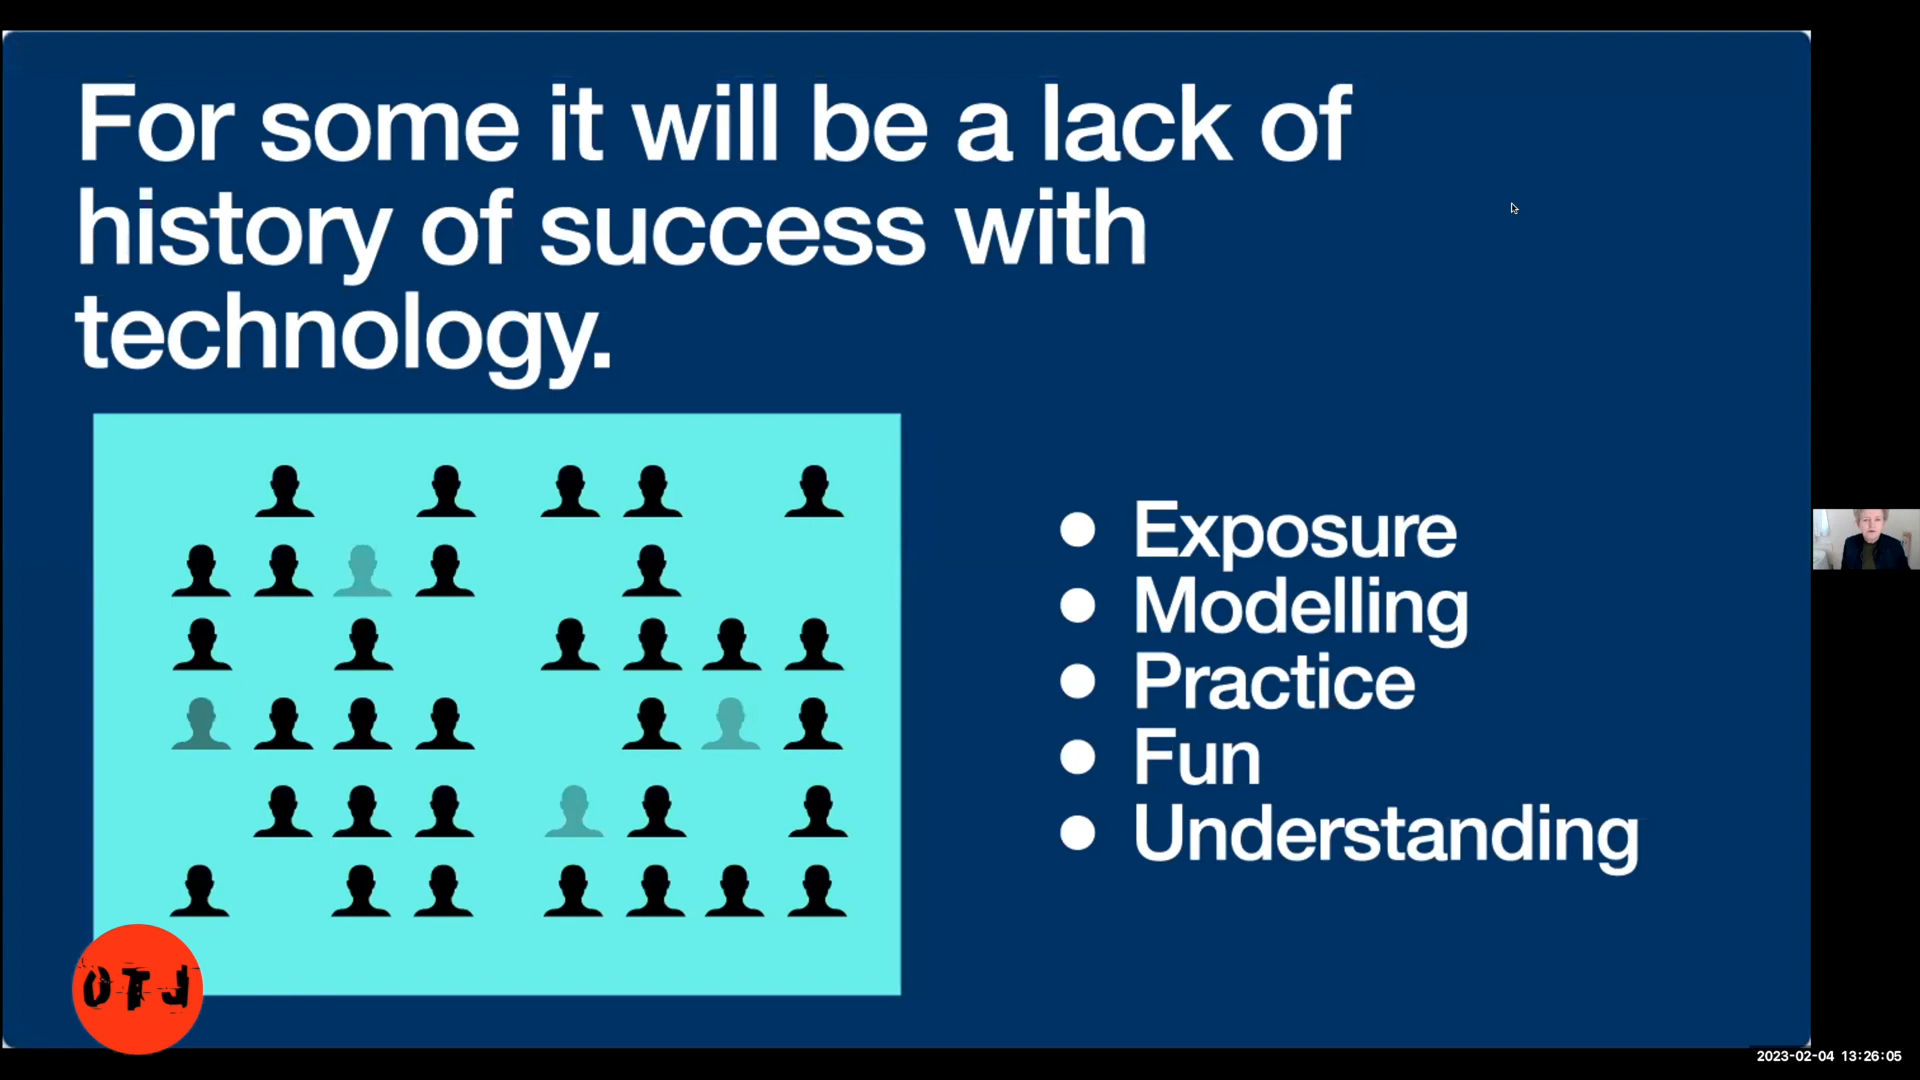 For some it will be a lack of
history of success with
technology.
Exposure
Modelling
Practice
Fun
Understanding
OTJ
2023-02-04 13:26:05